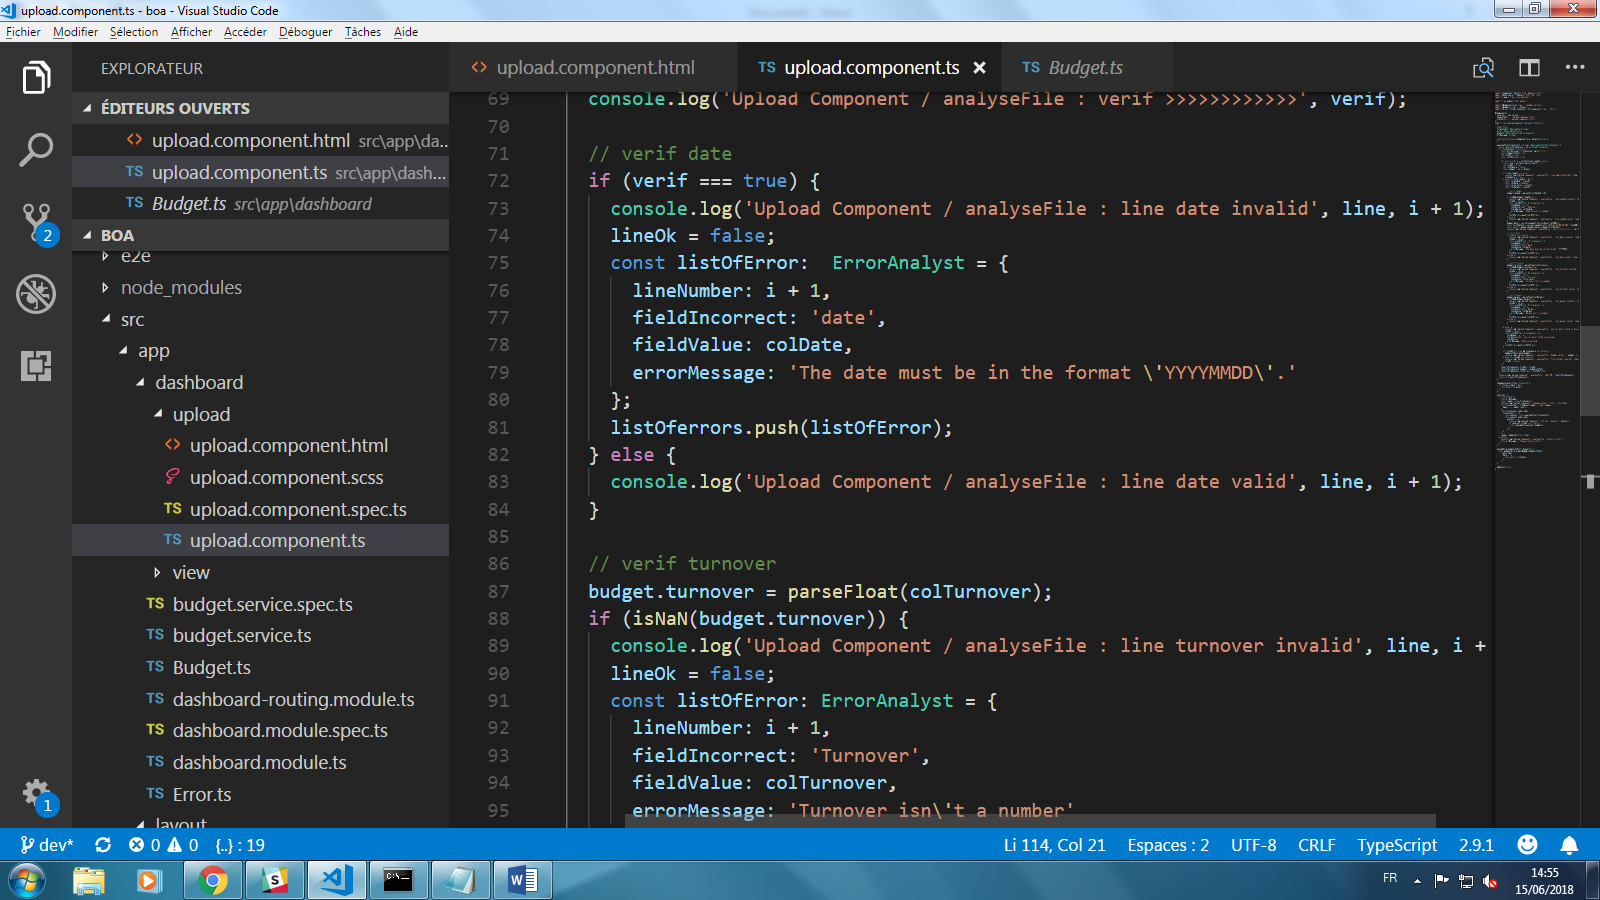 upload.component.ts - boa - Visual Studio Code
Fichier Modifier Sélection Afficher Accéder Déboguer Tâches Aide
EXPLORATEUR
ÉDITEURS OUVERTS
upload.component.html src\app\da...
TS upload.component.ts src\app\dash...
TS Budget.ts src\app\dashboard
BOA
e2e
node_modules
src
app
dashboard
upload
upload.component.html
upload.component.scss
TS upload.component.spec.ts
TS upload.component.ts
view
TS budget.service.spec.ts
TS budget.service.ts
TS Budget.ts
TS dashboard-routing.module.ts
TS dashboard.module.spec.ts
TS dashboard.module.ts
TS Error.ts
layout
2
1
<> upload.component.html TS upload.component.ts × TS Budget.ts
69 console.log('Upload Component / analyseFile : verif >>>>>>>>>>>>', verif);
70
71 // verif date
72 if (verif === true) {
73 console.log('Upload Component / analyseFile : line date invalid', line, i + 1);
74 lineOk = false;
75 const listOfError:  ErrorAnalyst = {
76 lineNumber: i + 1,
77 fieldIncorrect: 'date',
78 fieldValue: colDate,
79 errorMessage: 'The date must be in the format \'YYYYMMDD\'.'
80 };
81 listOferrors.push(listOfError);
82 } else {
83 console.log('Upload Component / analyseFile : line date valid', line, i + 1);
84 }
85
86 // verif turnover
87 budget.turnover = parseFloat(colTurnover);
88 if (isNaN(budget.turnover)) {
89 console.log('Upload Component / analyseFile : line turnover invalid', line, i +
90 lineOk = false;
91 const listOfError: ErrorAnalyst = {
92 lineNumber: i + 1,
93 fieldIncorrect: 'Turnover',
94 fieldValue: colTurnover,
95 errorMessage: 'Turnover isn\'t a number'
dev* 0 0 {..} : 19 Li 114, Col 21 Espaces : 2 UTF-8 CRLF TypeScript 2.9.1
FR 14:55
15/06/2018